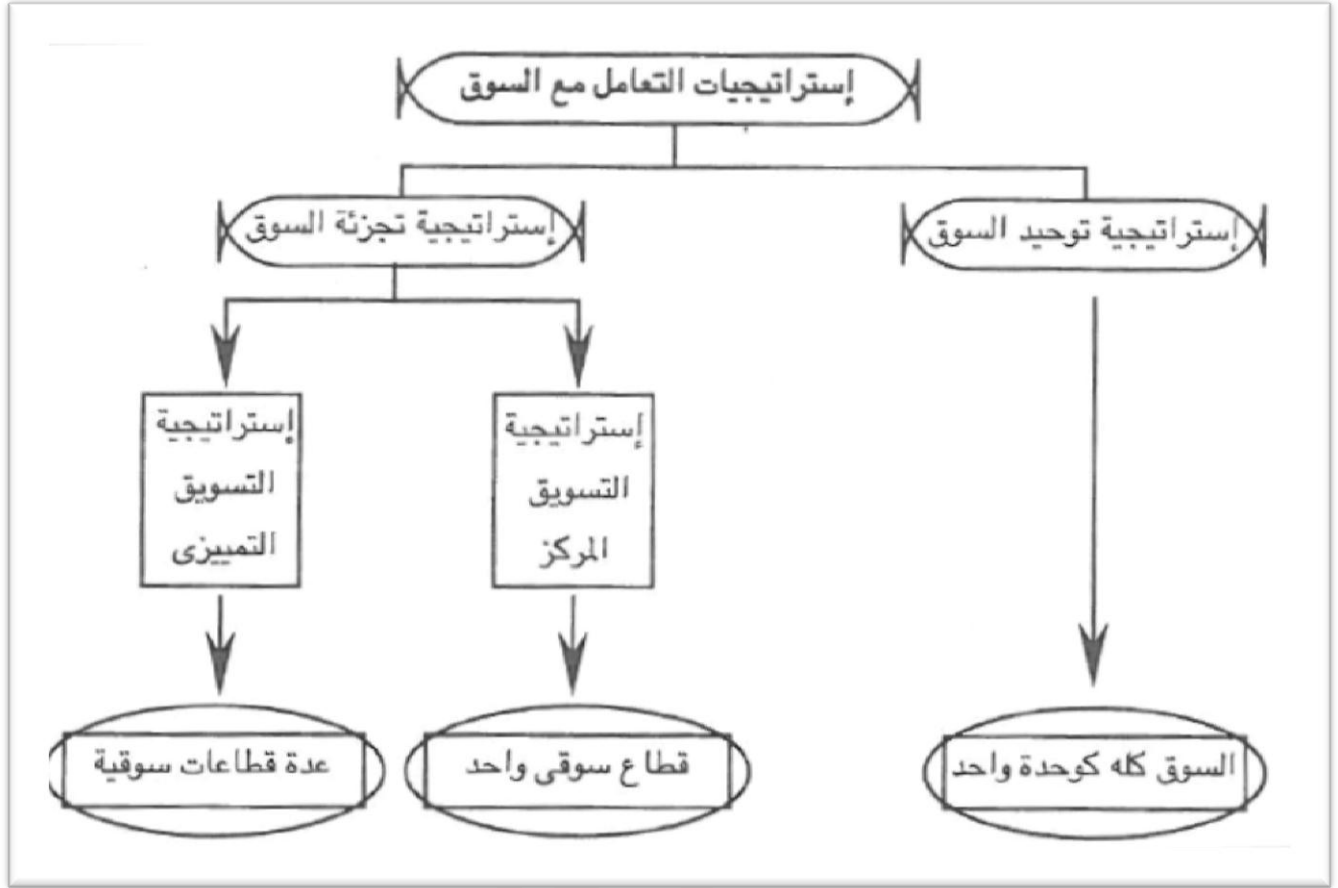 إستراتيجيات التعامل مع السوق
إستراتيجية توحيد السوق
إستراتيجية تجزئة السوق
إستراتيجية
التسويق
المركز
إستراتيجية
التسويق
التمييزى
السوق كله كوحدة واحد
قطاع سوقى واحد
عدة قطاعات سوقية